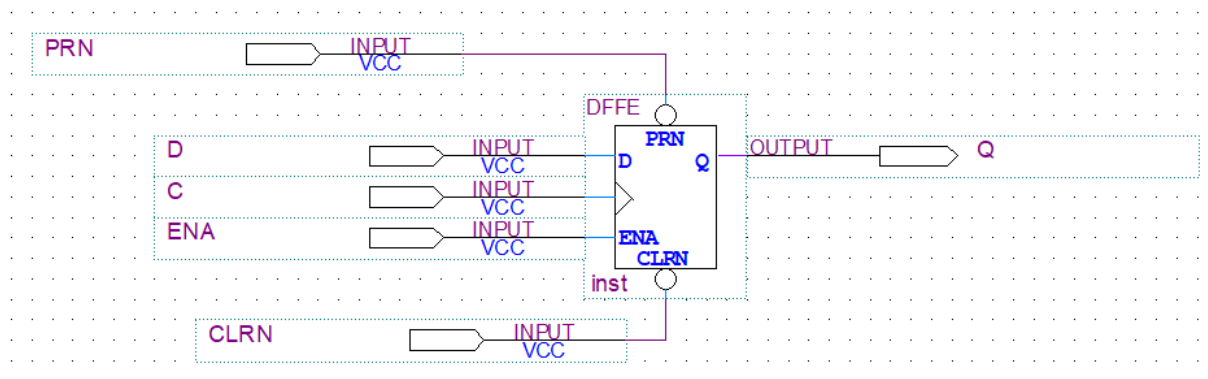 PRN
INPUT
VCC
DFFE
PRN
D
INPUT
VCC
D
Q
OUTPUT
Q
C
INPUT
VCC
ENA
INPUT
VCC
ENA
CLRN
inst
CLRN
INPUT
VCC